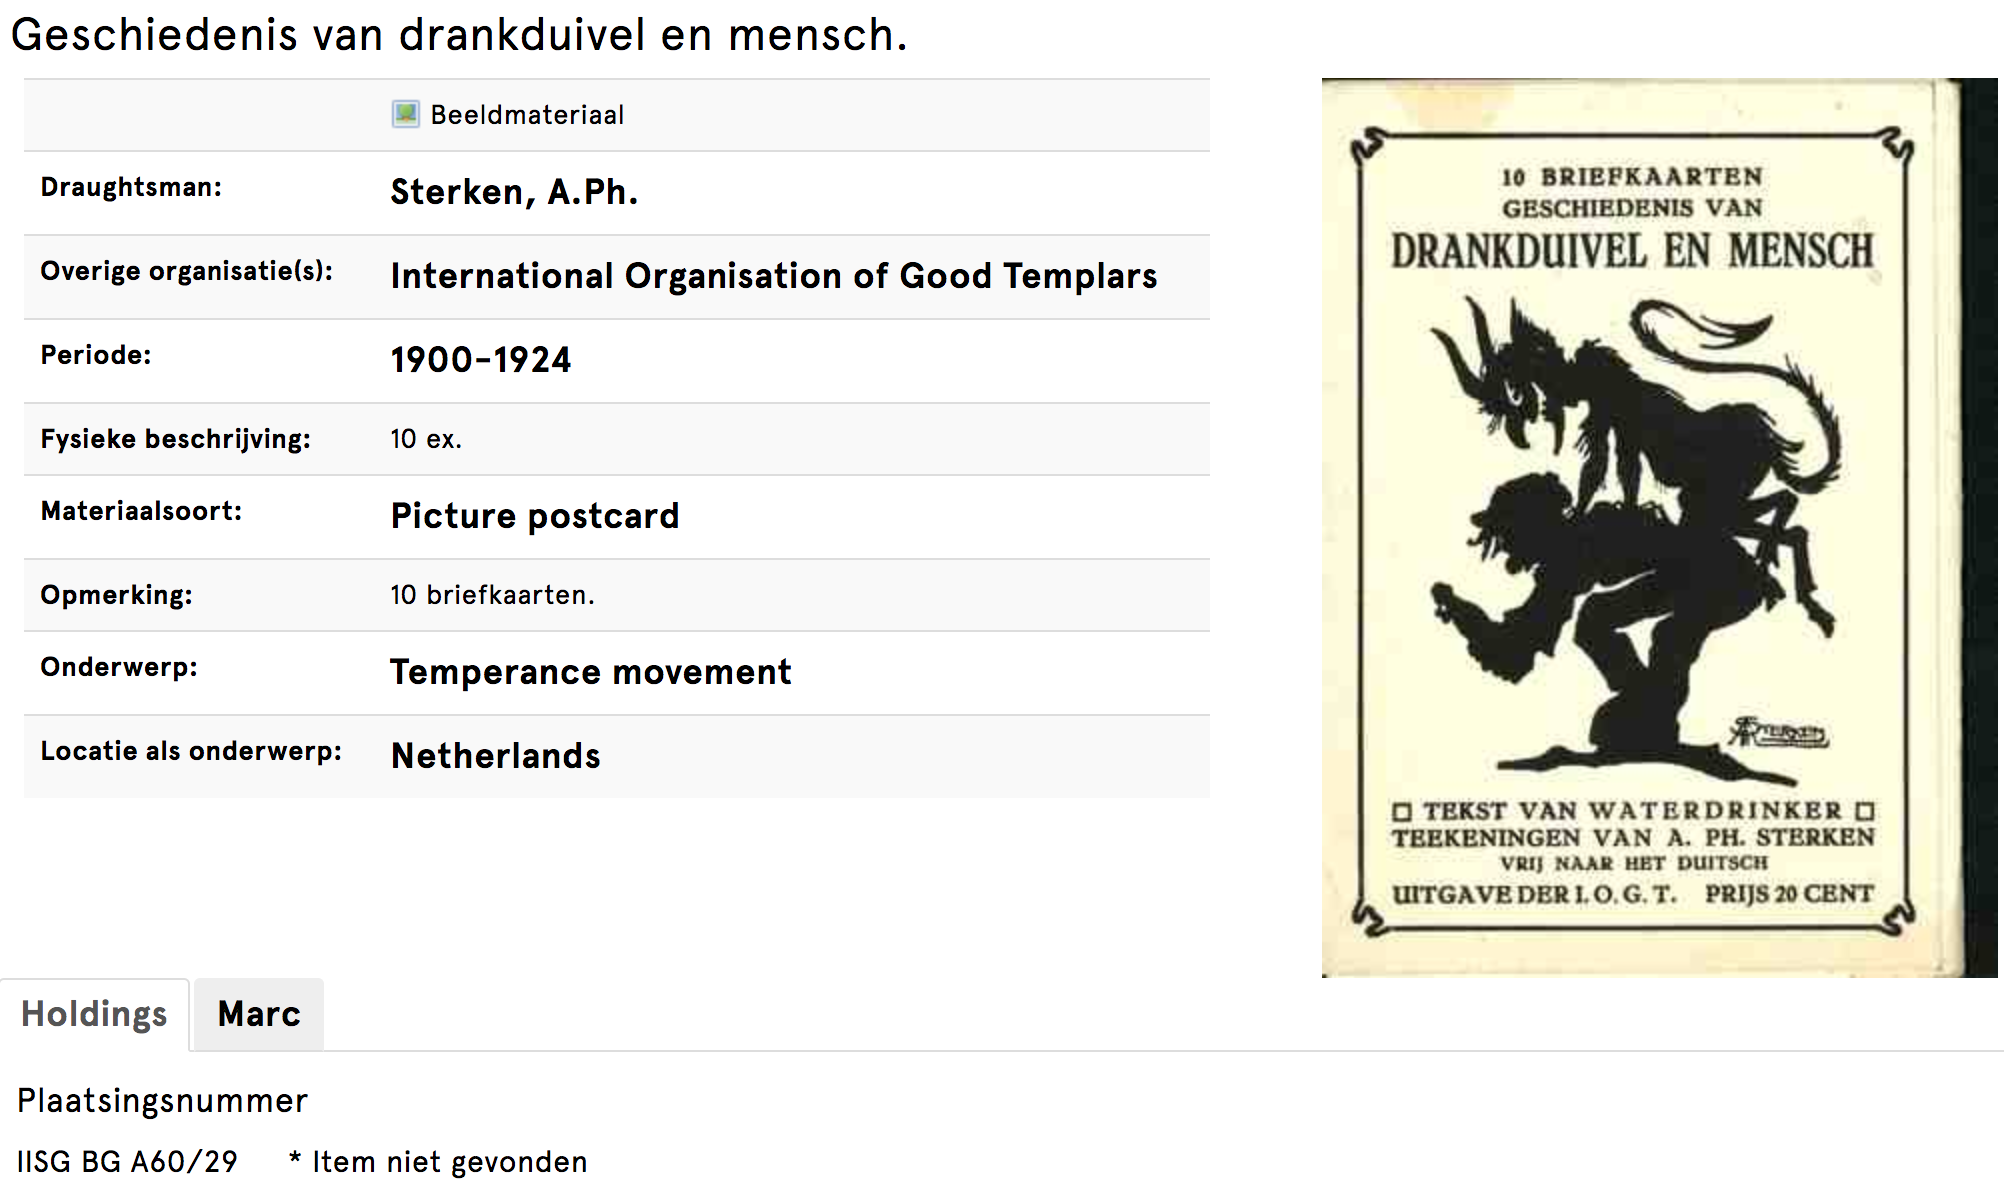 Geschiedenis van drankduivel en mensch.
Beeldmateriaal
Draughtsman: Sterken, A.Ph.
Overige organisatie(s): International Organisation of Good Templars
Periode: 1900-1924
Fysieke beschrijving: 10 ex.
Materiaalsoort: Picture postcard
Opmerking: 10 briefkaarten.
Onderwerp: Temperance movement
Locatie als onderwerp: Netherlands
10 BRIEFKAARTEN
GESCHIEDENIS VAN
DRANKDUIVEL EN MENSCH
STERKEN
TEKST VAN WATERDRINKER
TEEKENINGEN VAN A. PH. STERKEN
VRIJ NAAR HET DUITSCH
UITGAVE DER I.O.G.T. PRIJS 20 CENT
Holdings Marc
Plaatsingsnummer
IISG BG A60/29 * Item niet gevonden